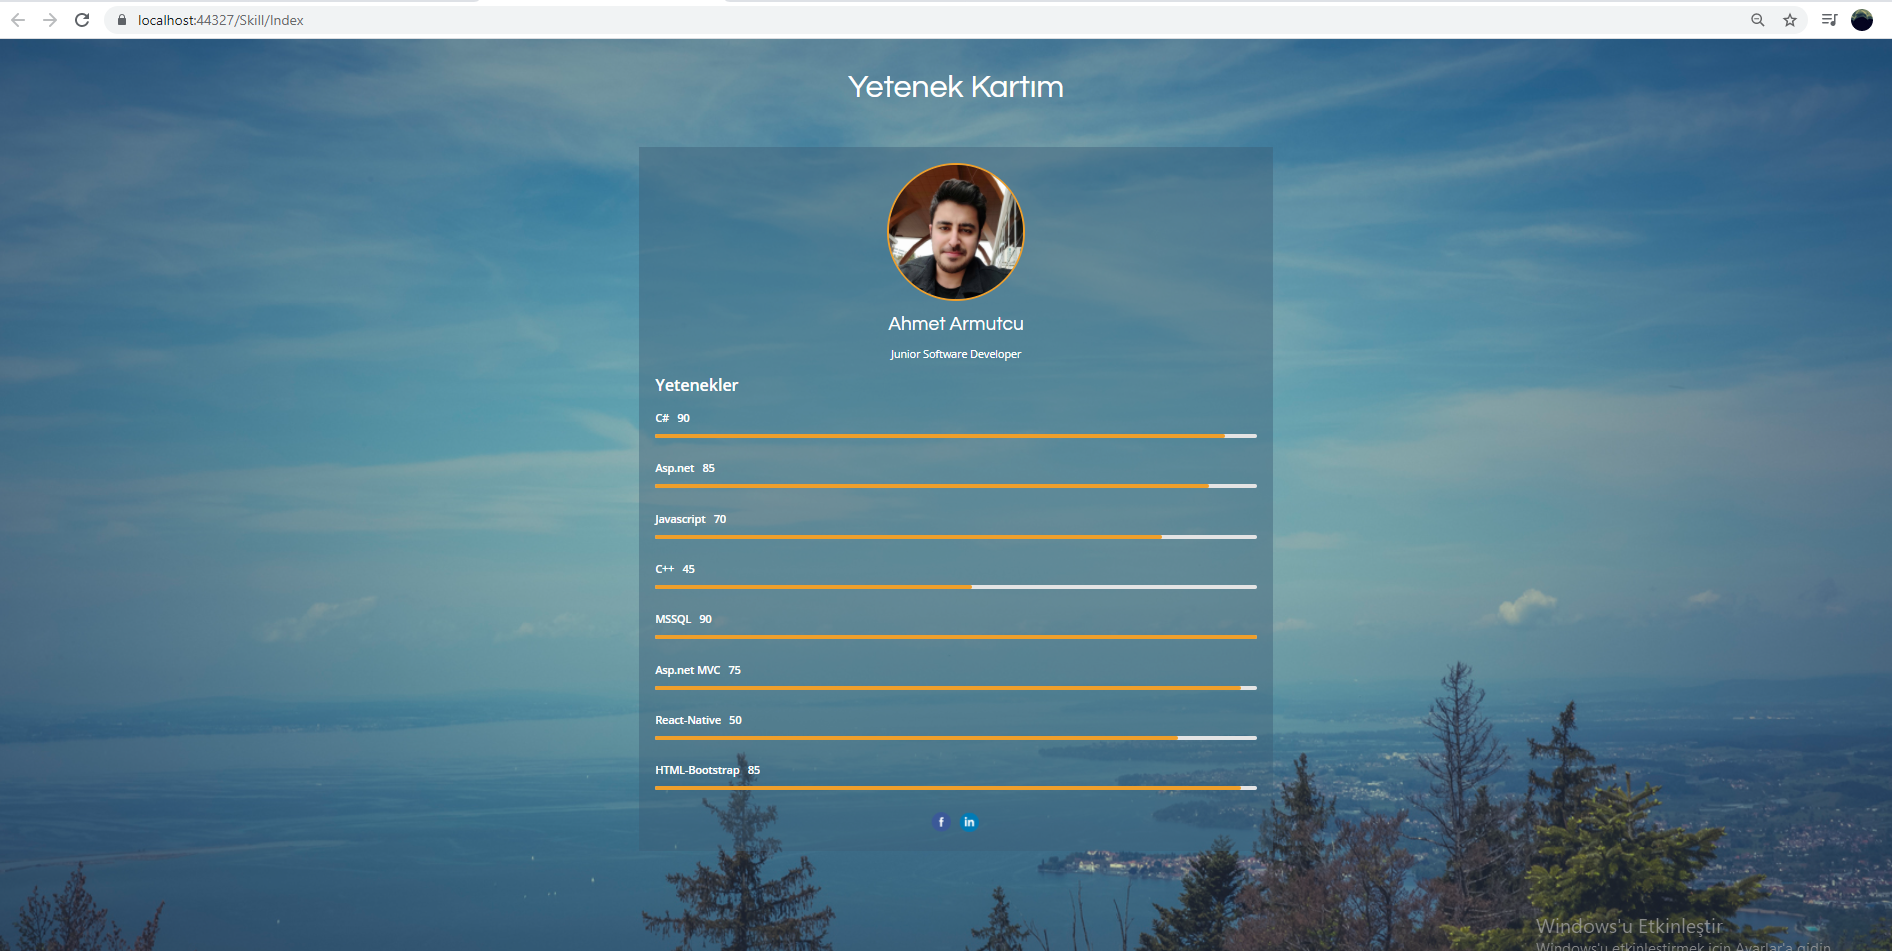 localhost:44327/Skill/Index
Yetenek Kartım
Ahmet Armutcu
Junior Software Developer
Yetenekler
C# 90
Asp.net 85
Javascript 70
C++ 45
MSSQL 90
Asp.net MVC 75
React-Native 50
HTML-Bootstrap 85
f in
Windows'u Etkinleştir
Windows'u etkinleştirmek için Ayarlar'a gidin.